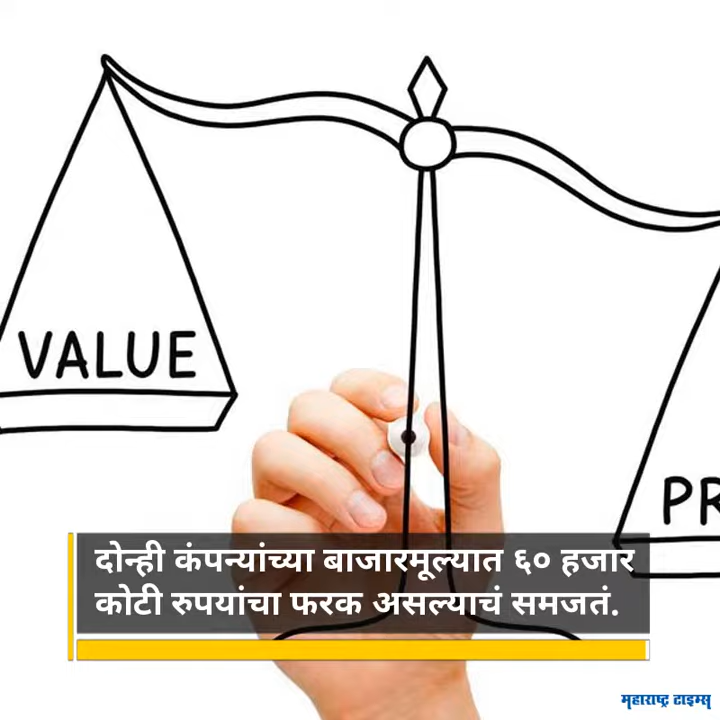 VALUE
PR
दोन्ही कंपन्यांच्या बाजारमूल्यात ६० हजार
कोटी रुपयांचा फरक असल्याचं समजतं.
महाराष्ट्र टाइम्स